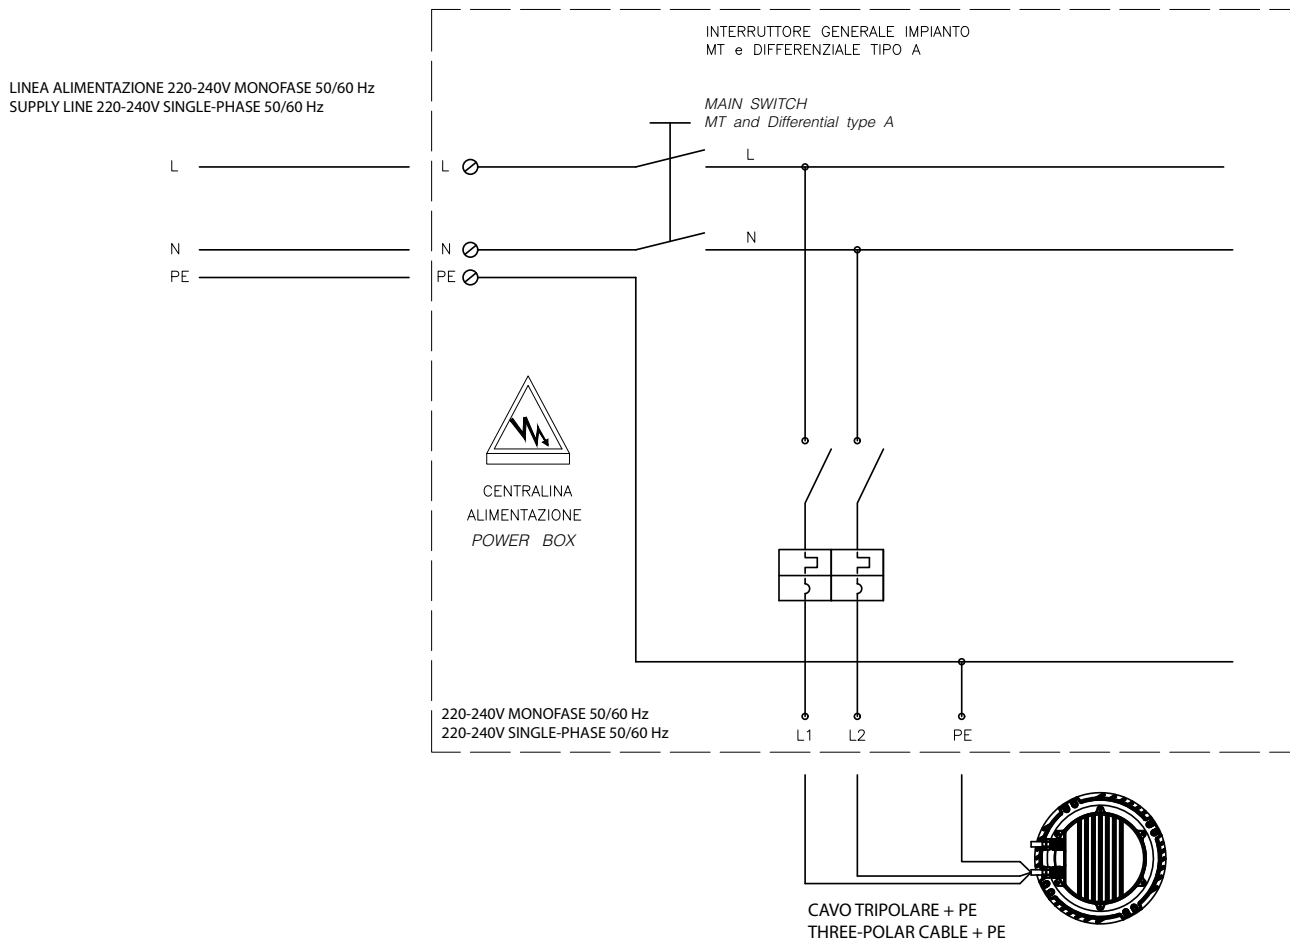 INTERRUTTORE GENERALE IMPIANTO
MT e DIFFERENZIALE TIPO A
LINEA ALIMENTAZIONE 220-240V MONOFASE 50/60 Hz
SUPPLY LINE 220-240V SINGLE-PHASE 50/60 Hz
MAIN SWITCH
MT and Differential type A
L
L
L
N
N
N
PE
PE
CENTRALINA
ALIMENTAZIONE
POWER BOX
220-240V MONOFASE 50/60 Hz
220-240V SINGLE-PHASE 50/60 Hz
L1
L2
PE
CAVO TRIPOLARE + PE
THREE-POLAR CABLE + PE